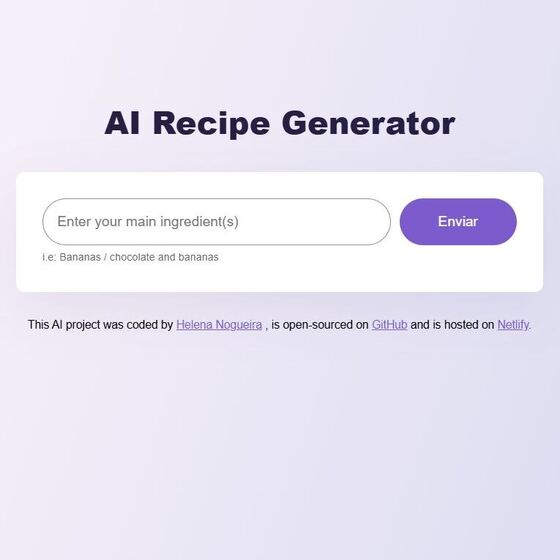 AI Recipe Generator
Enter your main ingredient(s)
Enviar
i.e: Bananas / chocolate and bananas
This AI project was coded by Helena Nogueira , is open-sourced on GitHub and is hosted on Netlify.